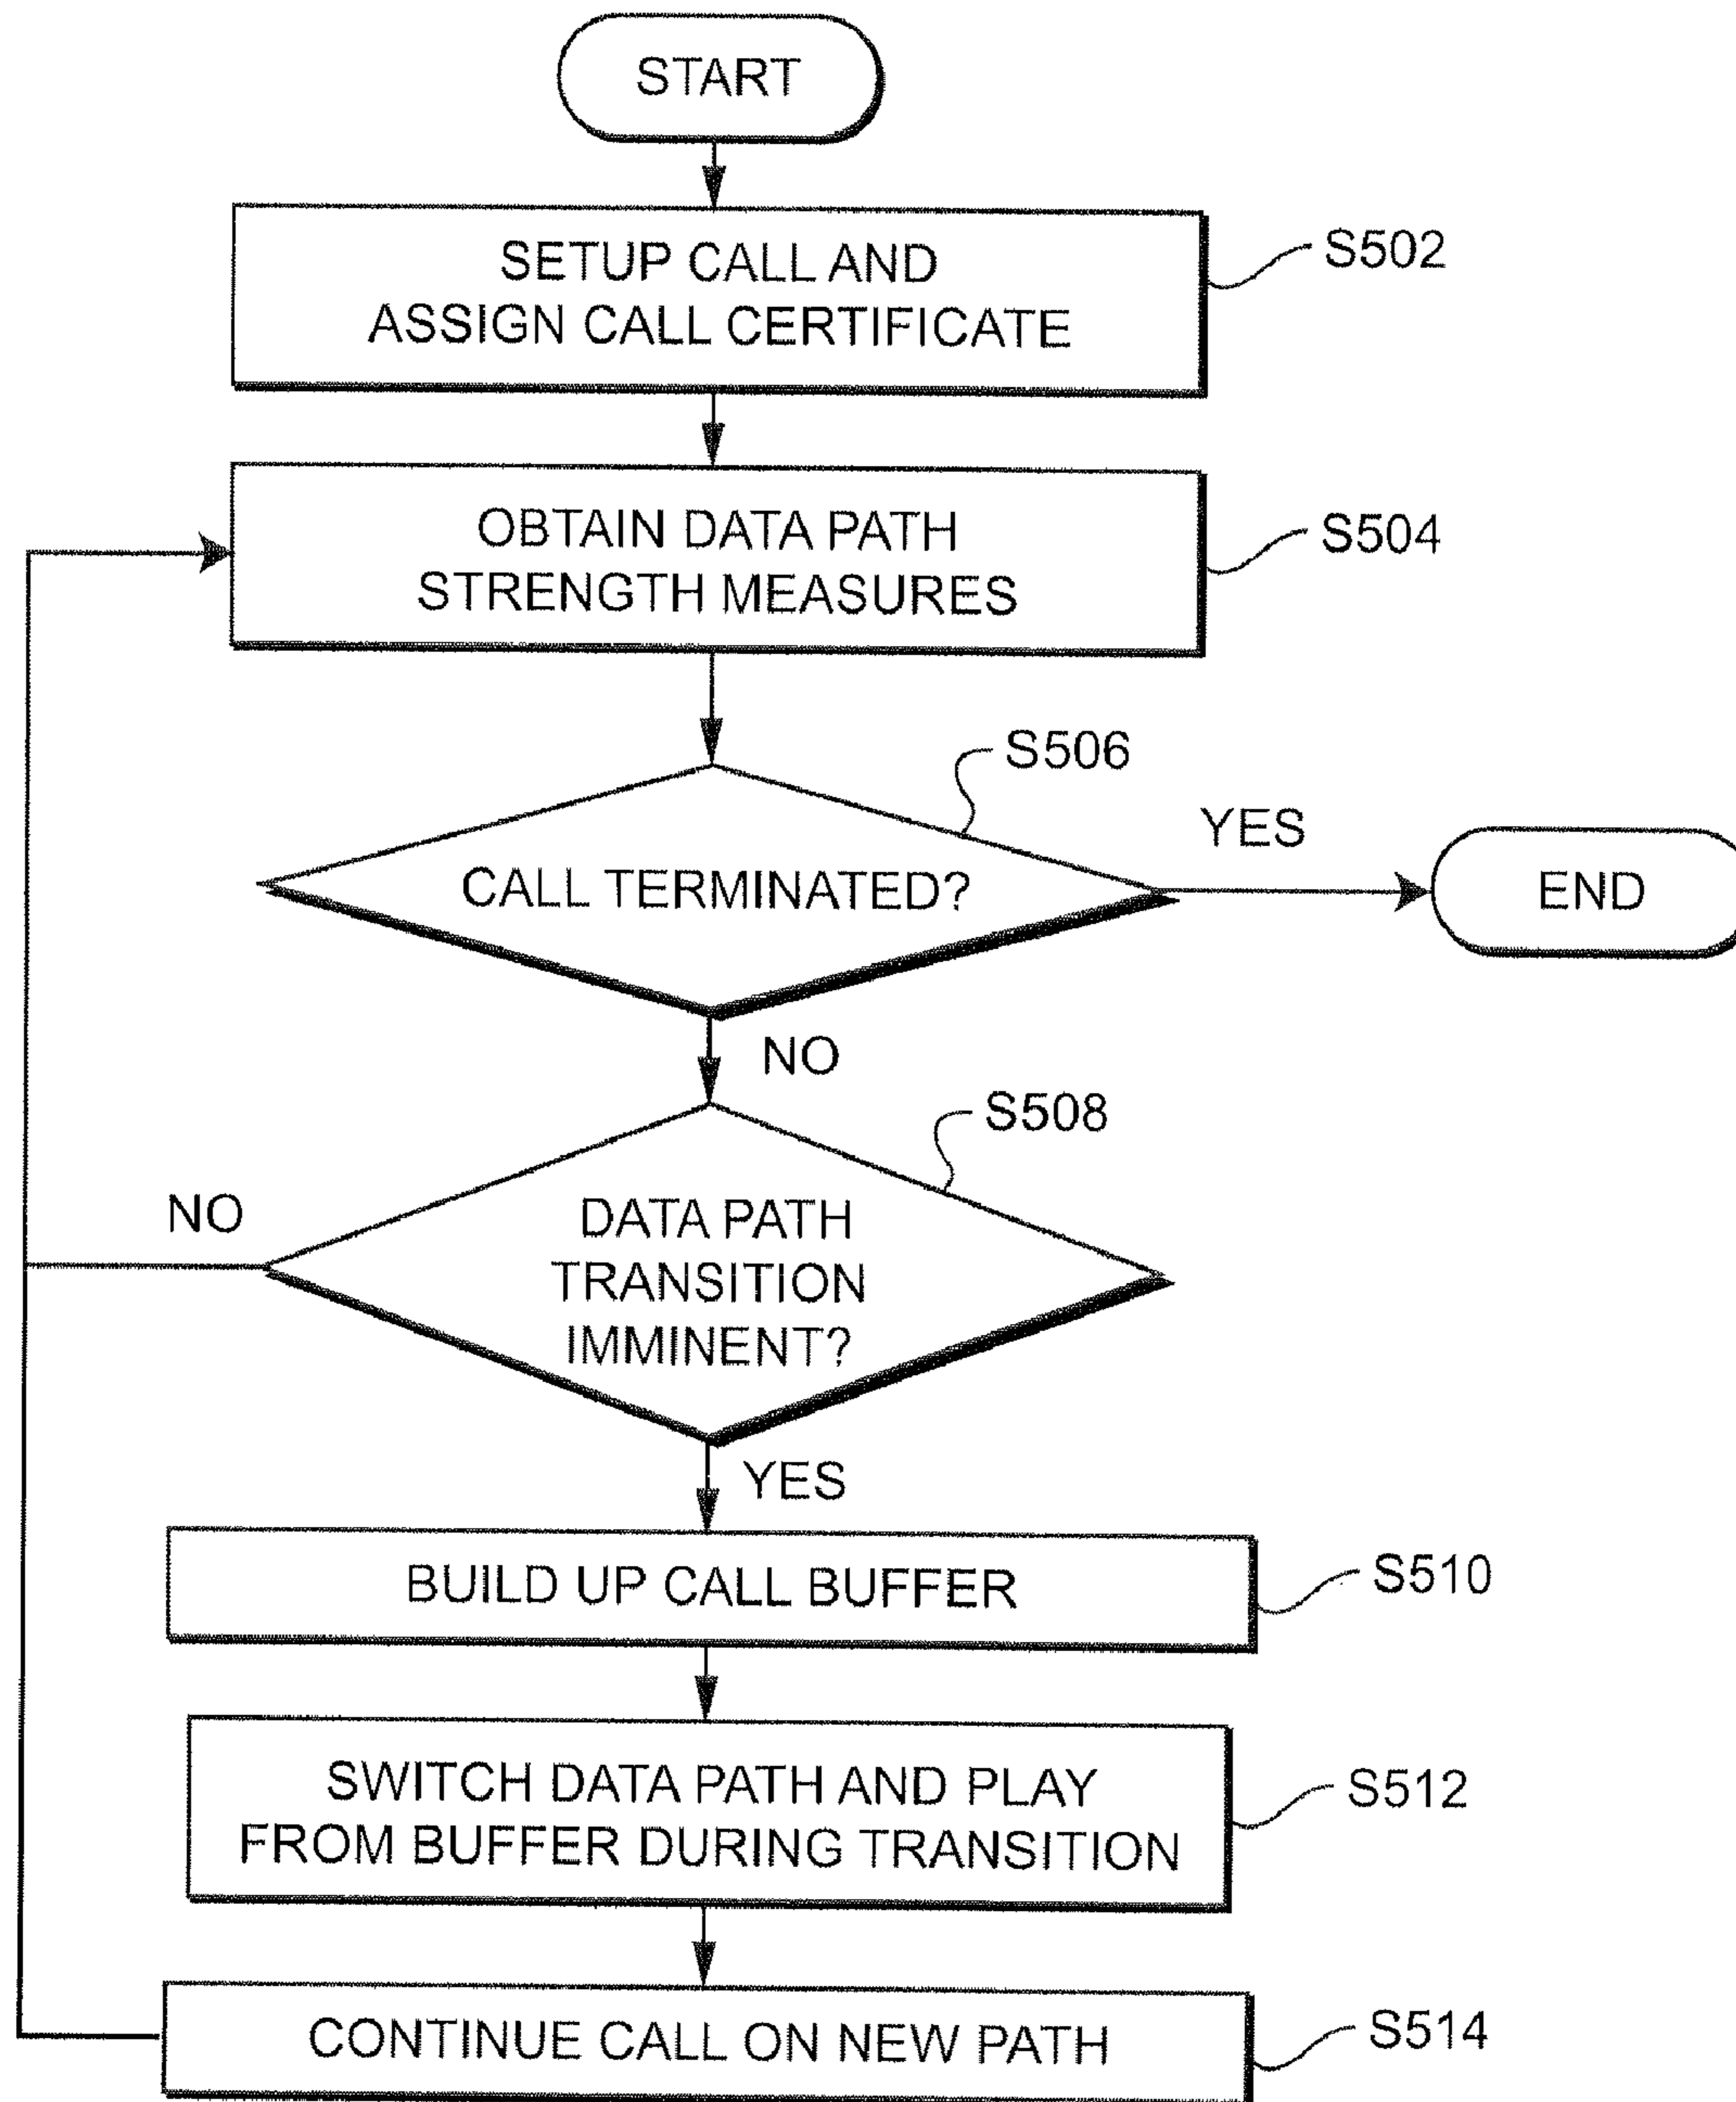 START
SETUP CALL AND
ASSIGN CALL CERTIFICATE
S502
OBTAIN DATA PATH
STRENGTH MEASURES
S504
S506
CALL TERMINATED?
YES
END
NO
S508
DATA PATH
TRANSITION
IMMINENT?
NO
YES
BUILD UP CALL BUFFER
S510
SWITCH DATA PATH AND PLAY
FROM BUFFER DURING TRANSITION
S512
CONTINUE CALL ON NEW PATH
S514